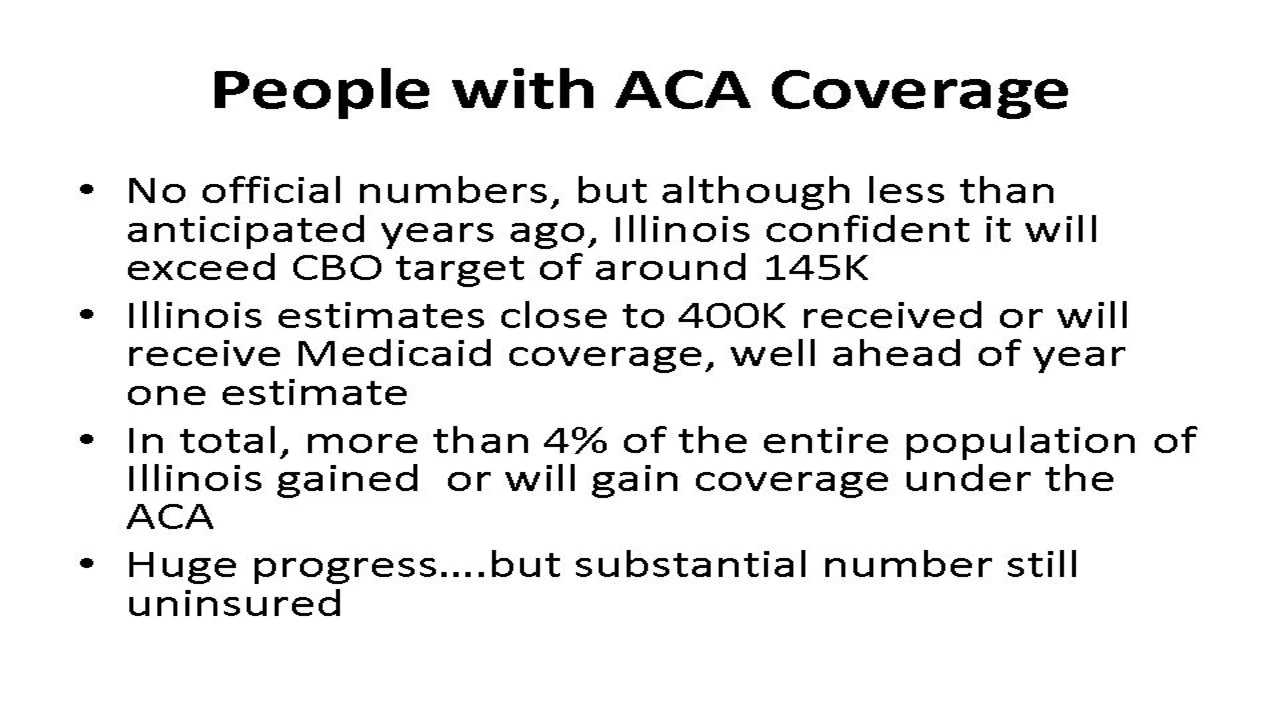 People with ACA Coverage
• No official numbers, but although less than
anticipated years ago, Illinois confident it will
exceed CBO target of around 145K
• Illinois estimates close to 400K received or will
receive Medicaid coverage, well ahead of year
one estimate
• In total, more than 4% of the entire population of
Illinois gained  or will gain coverage under the
ACA
• Huge progress....but substantial number still
uninsured